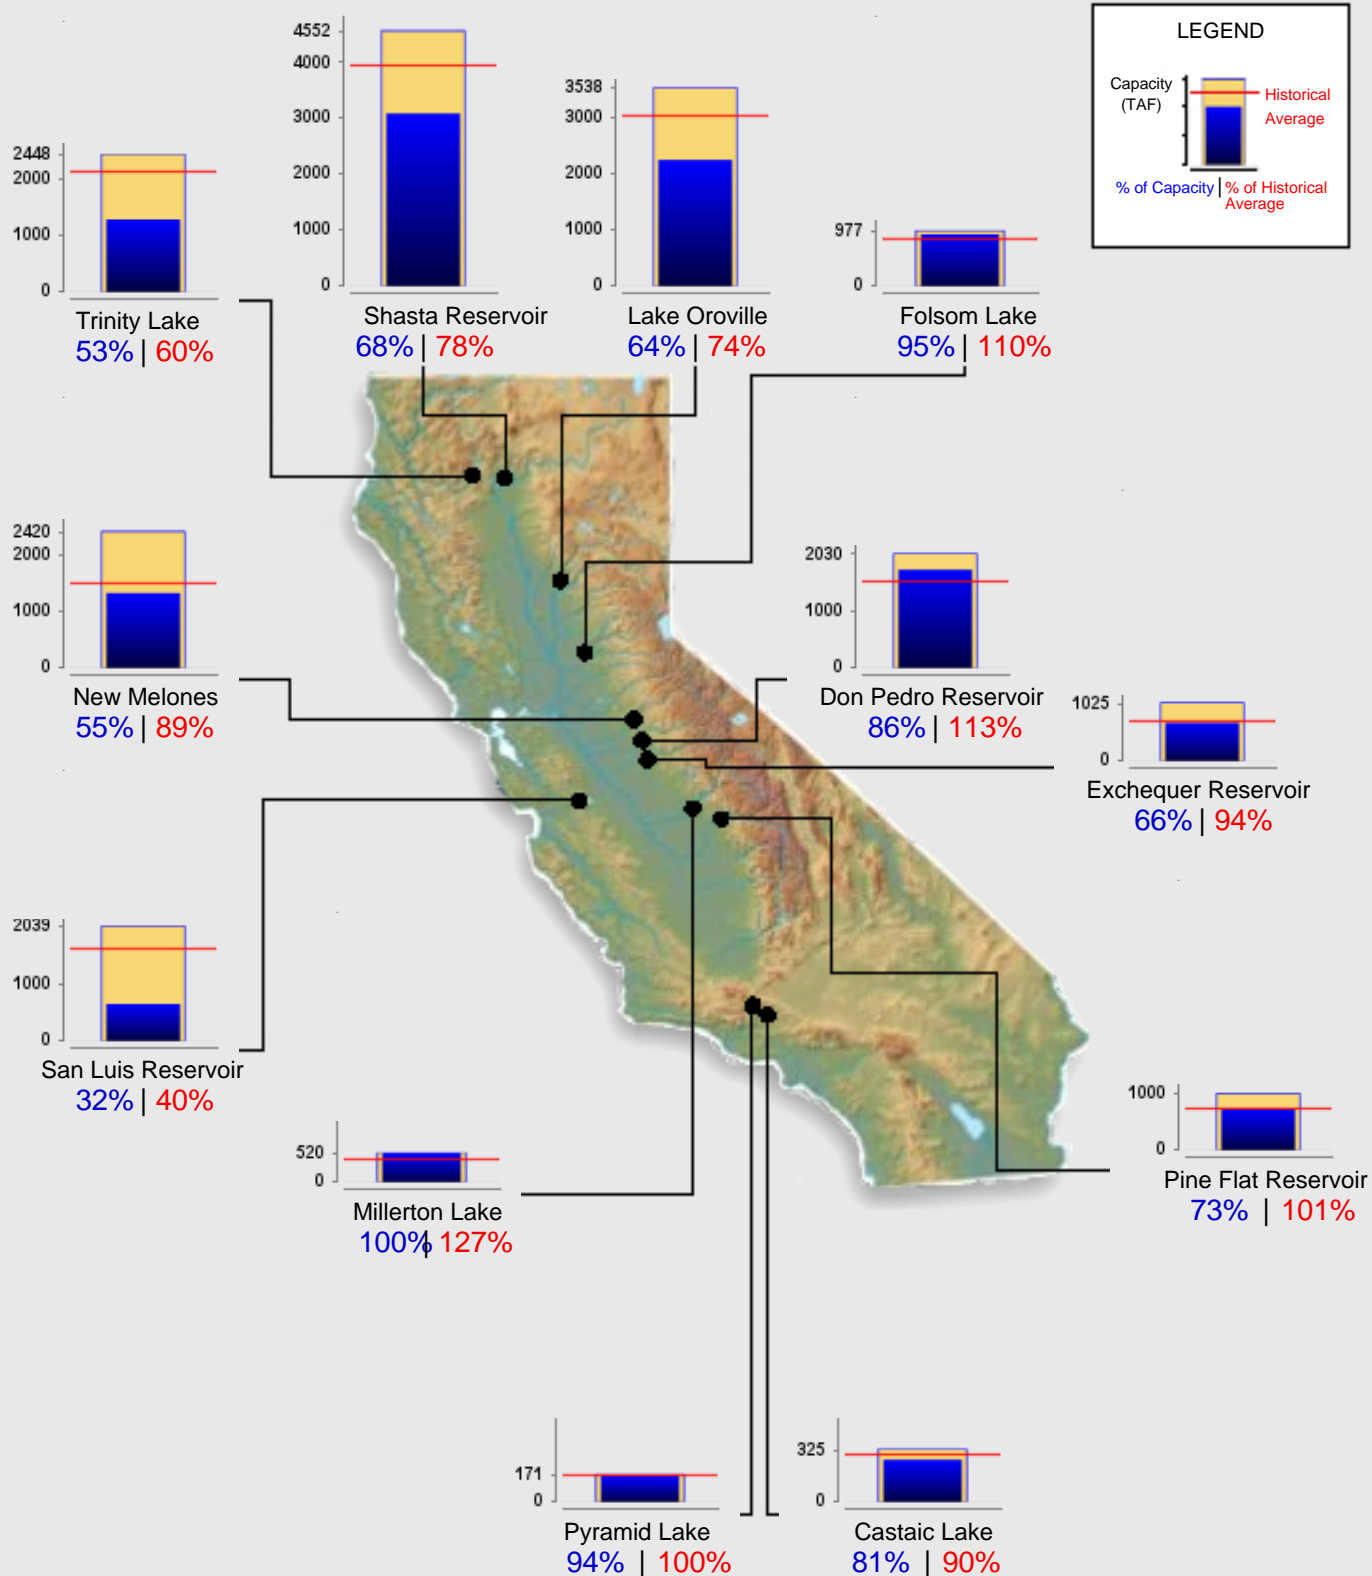 LEGEND
Capacity
(TAF)
Historical
Average
% of Capacity | % of Historical
Average
4552
4000
3000
2000
1000
0
Shasta Reservoir
68% | 78%
3538
3000
2000
1000
0
Lake Oroville
64% | 74%
977
0
Folsom Lake
95% | 110%
2448
2000
1000
0
Trinity Lake
53% | 60%
2420
2000
1000
0
New Melones
55% | 89%
2030
1000
0
Don Pedro Reservoir
86% | 113%
1025
0
Exchequer Reservoir
66% | 94%
2039
1000
0
San Luis Reservoir
32% | 40%
520
0
Millerton Lake
100% | 127%
1000
0
Pine Flat Reservoir
73% | 101%
171
0
Pyramid Lake
94% | 100%
325
0
Castaic Lake
81% | 90%